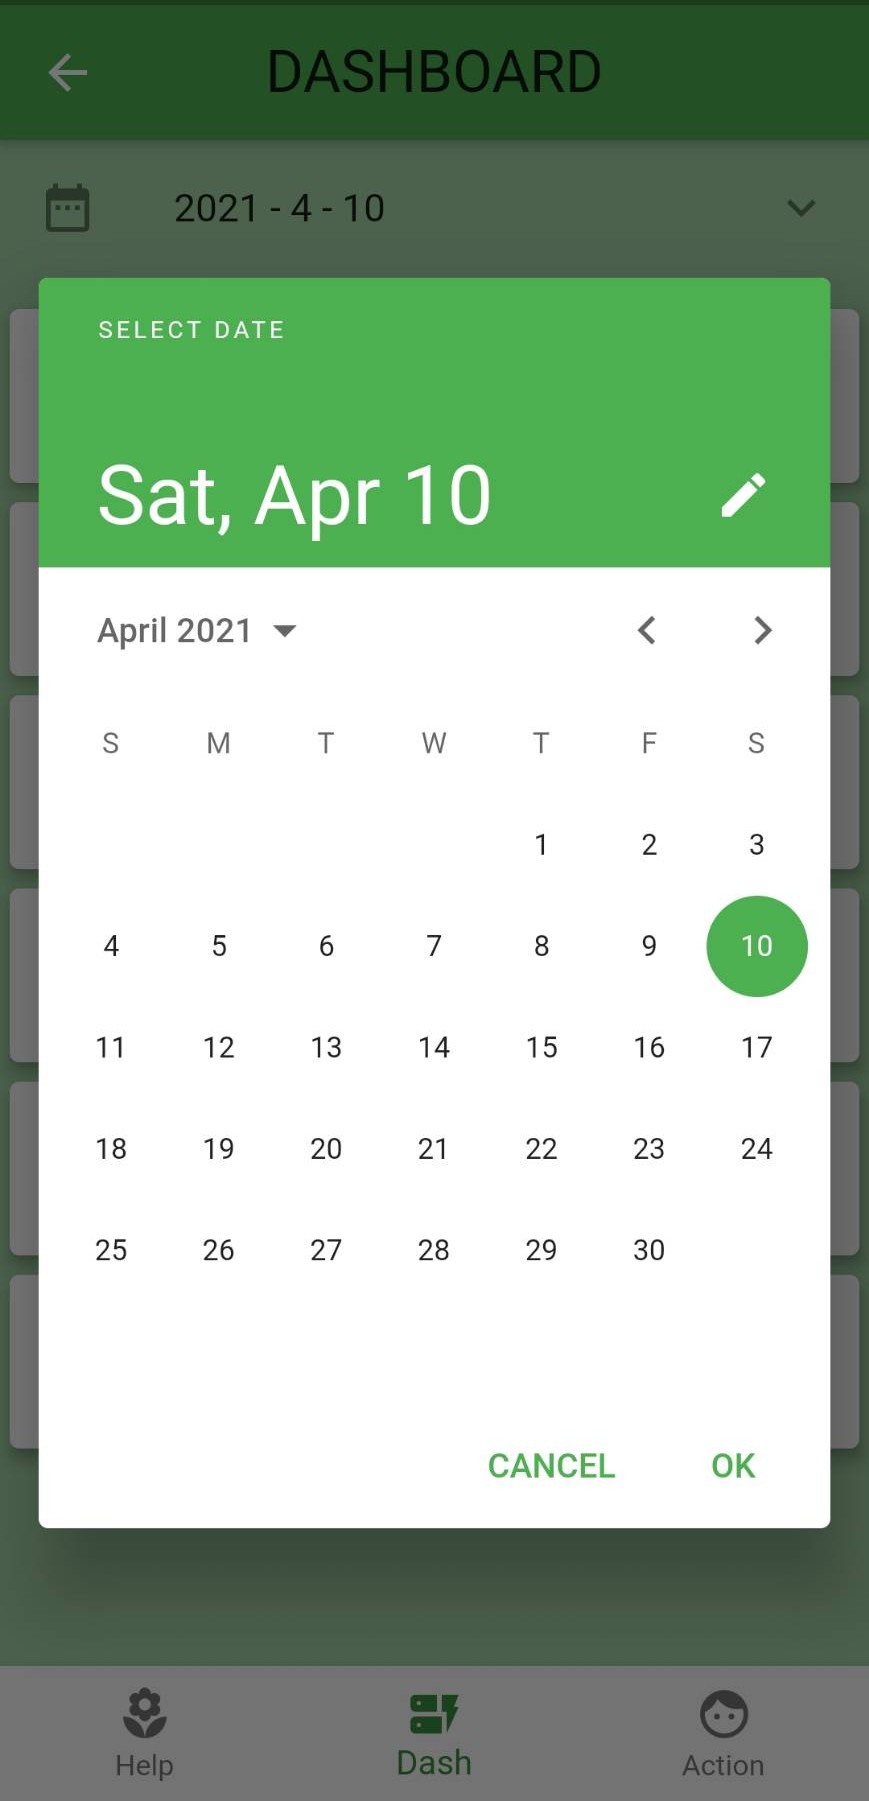 DASHBOARD
2021 - 4 - 10
SELECT DATE
Sat, Apr 10
April 2021
S M T W T F S
1 2 3
4 5 6 7 8 9 10
11 12 13 14 15 16 17
18 19 20 21 22 23 24
25 26 27 28 29 30
CANCEL OK
Help Dash Action